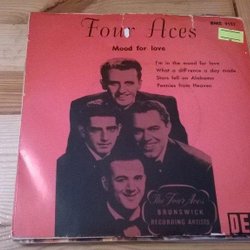 Four Aces
Mood for love
I'm in the mood for love
What a diff'rence a day made
Stars fell on Alabama
Pennies from Heaven
The Four Aces
BRUNSWICK
RECORDING ARTISTS
DE